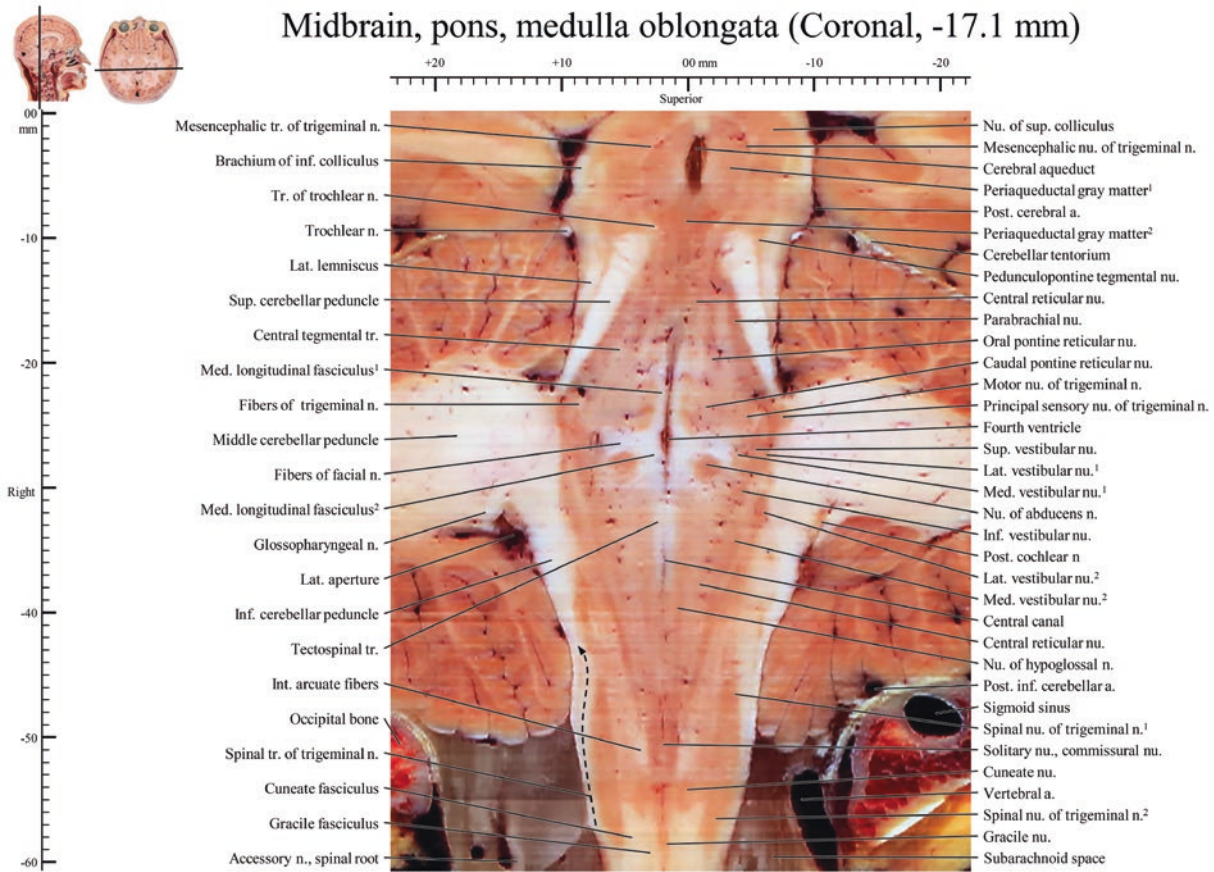 Midbrain, pons, medulla oblongata (Coronal, -17.1 mm)
+20 +10 00 mm -10 -20
Superior
00
mm
-10
-20
Right
-30
-40
-50
-60
Mesencephalic tr. of trigeminal n.
Brachium of inf. colliculus
Tr. of trochlear n.
Trochlear n.
Lat. lemniscus
Sup. cerebellar peduncle
Central tegmental tr.
Med. longitudinal fasciculus¹
Fibers of trigeminal n.
Middle cerebellar peduncle
Fibers of facial n.
Med. longitudinal fasciculus²
Glossopharyngeal n.
Lat. aperture
Inf. cerebellar peduncle
Tectospinal tr.
Int. arcuate fibers
Occipital bone
Spinal tr. of trigeminal n.
Cuneate fasciculus
Gracile fasciculus
Accessory n., spinal root
Nu. of sup. colliculus
Mesencephalic nu. of trigeminal n.
Cerebral aqueduct
Periaqueductal gray matter¹
Post. cerebral a.
Periaqueductal gray matter²
Cerebellar tentorium
Pedunculopontine tegmental nu.
Central reticular nu.
Parabrachial nu.
Oral pontine reticular nu.
Caudal pontine reticular nu.
Motor nu. of trigeminal n.
Principal sensory nu. of trigeminal n.
Fourth ventricle
Sup. vestibular nu.
Lat. vestibular nu.¹
Med. vestibular nu.¹
Nu. of abducens n.
Inf. vestibular nu.
Post. cochlear n
Lat. vestibular nu.²
Med. vestibular nu.²
Central canal
Central reticular nu.
Nu. of hypoglossal n.
Post. inf. cerebellar a.
Sigmoid sinus
Spinal nu. of trigeminal n.¹
Solitary nu., commissural nu.
Cuneate nu.
Vertebral a.
Spinal nu. of trigeminal n.²
Gracile nu.
Subarachnoid space